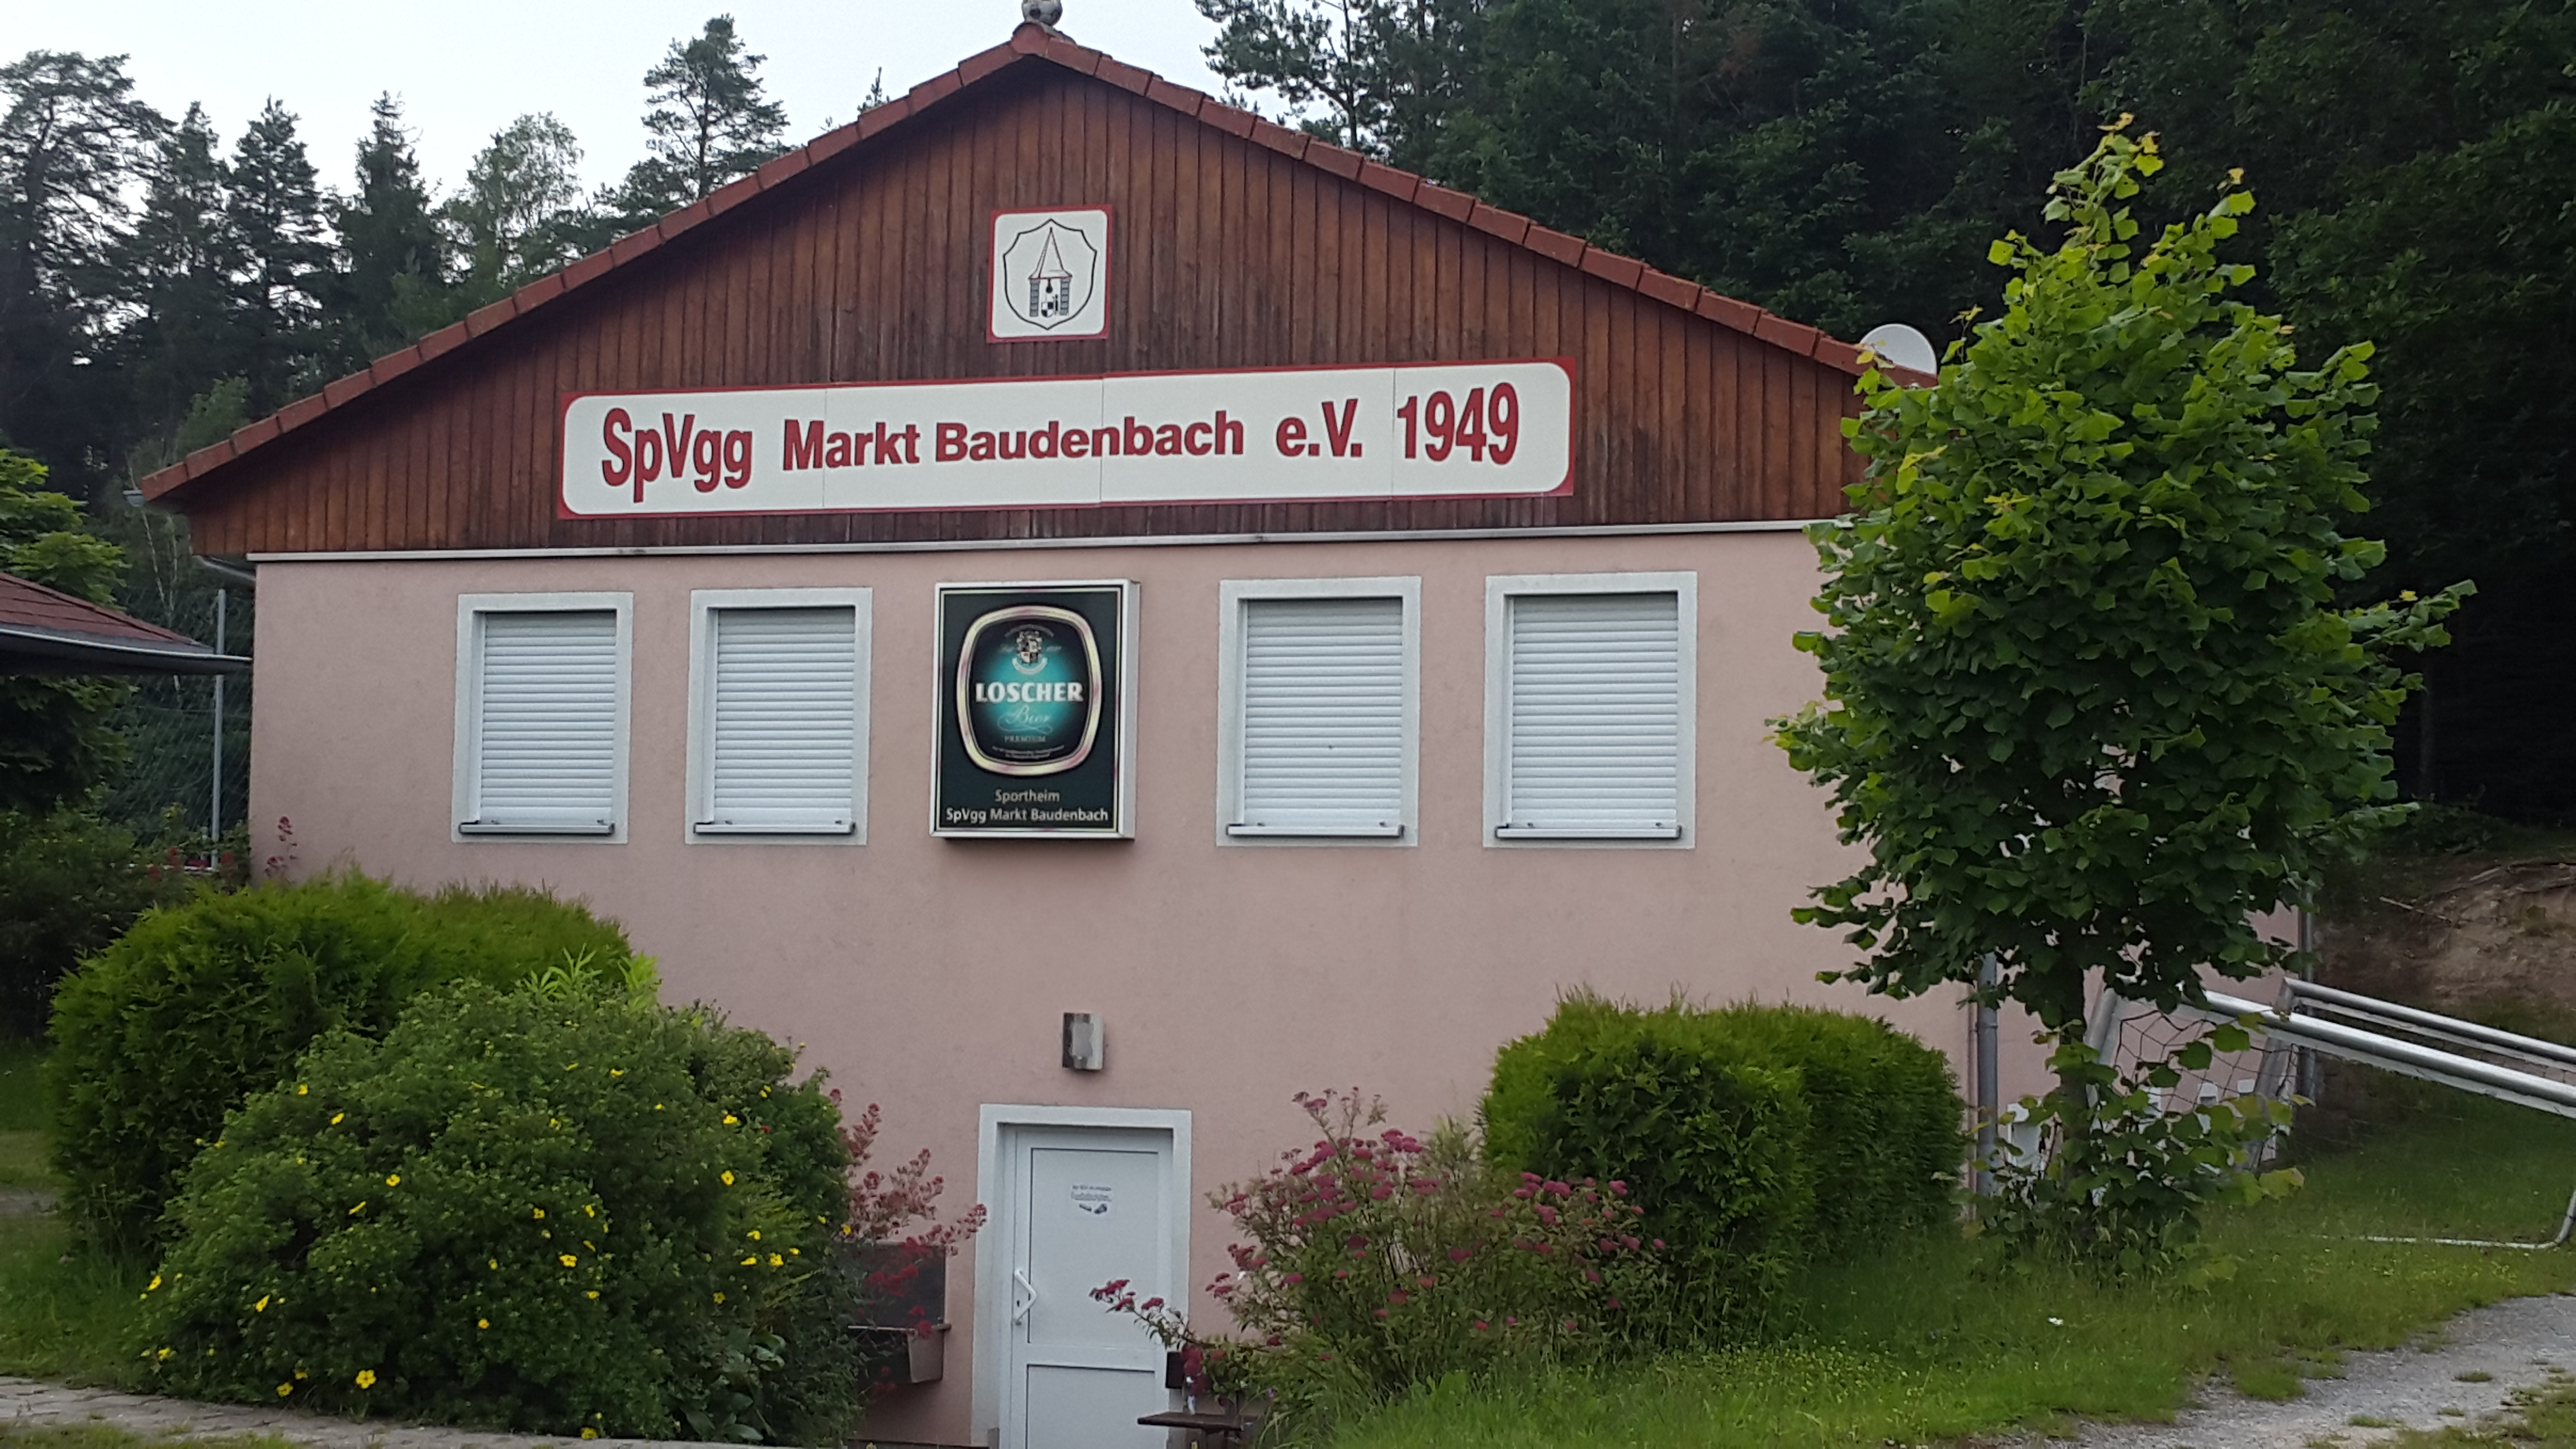 SpVgg Markt Baudenbach e.V. 1949
LOSCHER
Bier
PREMIUM
Sportheim
SpVgg Markt Baudenbach